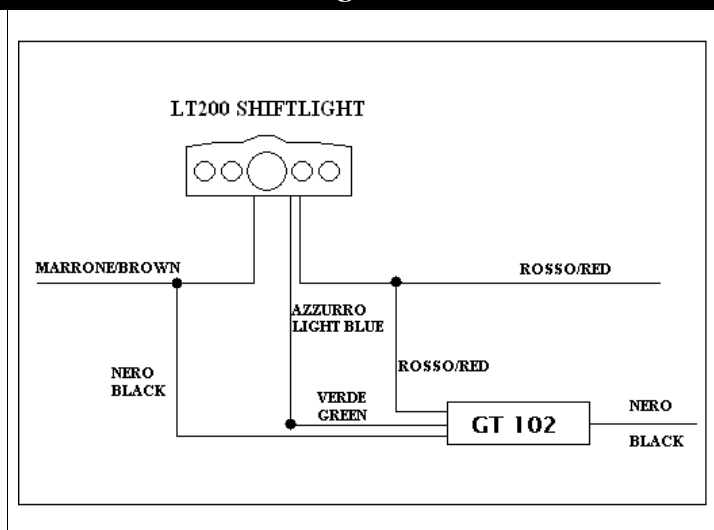 LT200 SHIFTLIGHT
MARRONE/BROWN
ROSSO/RED
AZZURRO
LIGHT BLUE
NERO
BLACK
ROSSO/RED
VERDE
GREEN
GT 102
NERO
BLACK